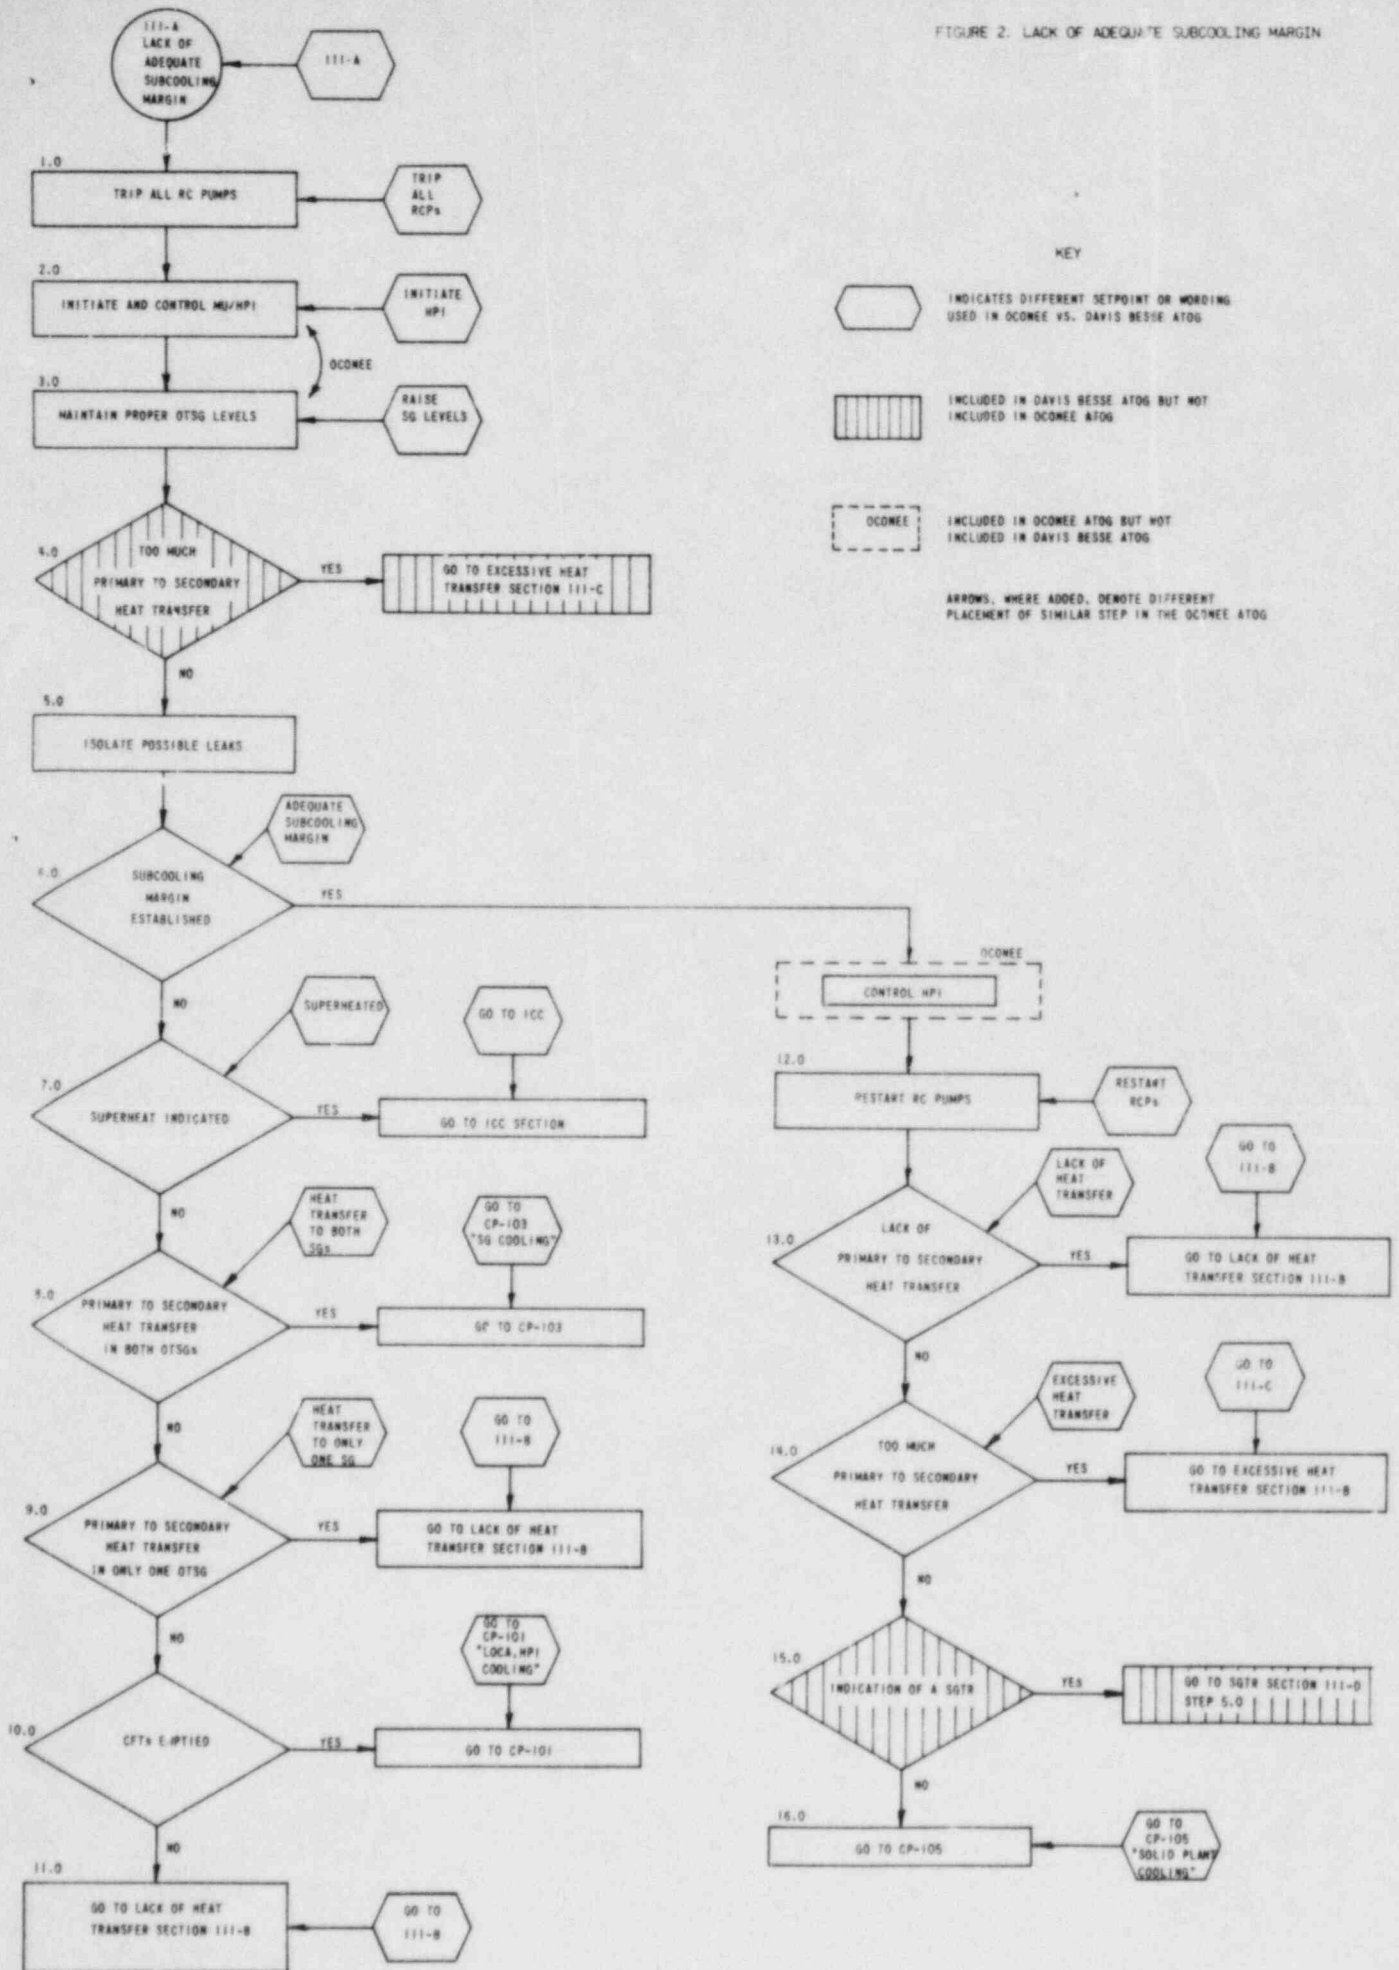 FIGURE 2: LACK OF ADEQUATE SUBCOOLING MARGIN
III-A
LACK OF
ADEQUATE
SUBCOOLING
MARGIN
III-A
1.0
TRIP ALL RC PUMPS
TRIP
ALL
RCPs
2.0
INITIATE AND CONTROL MU/HPI
INITIATE
HPI
OCONEE
3.0
MAINTAIN PROPER OTSG LEVELS
RAISE
SG LEVELS
KEY
INDICATES DIFFERENT SETPOINT OR WORDING
USED IN OCONEE VS. DAVIS BESSE ATOG
INCLUDED IN DAVIS BESSE ATOG BUT NOT
INCLUDED IN OCONEE ATOG
OCONEE
INCLUDED IN OCONEE ATOG BUT NOT
INCLUDED IN DAVIS BESSE ATOG
ARROWS, WHERE ADDED, DENOTE DIFFERENT
PLACEMENT OF SIMILAR STEP IN THE OCONEE ATOG
4.0
TOO MUCH
PRIMARY TO SECONDARY
HEAT TRANSFER
YES
GO TO EXCESSIVE HEAT
TRANSFER SECTION III-C
NO
5.0
ISOLATE POSSIBLE LEAKS
ADEQUATE
SUBCOOLING
MARGIN
6.0
SUBCOOLING
MARGIN
ESTABLISHED
YES
NO
SUPERHEATED
GO TO ICC
7.0
SUPERHEAT INDICATED
YES
GO TO ICC SECTION
NO
HEAT
TRANSFER
TO BOTH
SGs
GO TO
CP-103
"SG COOLING"
PRIMARY TO SECONDARY
HEAT TRANSFER
IN BOTH OTSGs
YES
GO TO CP-103
NO
HEAT
TRANSFER
TO ONLY
ONE SG
GO TO
III-B
9.0
PRIMARY TO SECONDARY
HEAT TRANSFER
IN ONLY ONE OTSG
YES
GO TO LACK OF HEAT
TRANSFER SECTION III-B
NO
GO TO
CP-101
"LOCA,HPI
COOLING"
10.0
CFTs EMPTIED
YES
GO TO CP-101
NO
11.0
GO TO LACK OF HEAT
TRANSFER SECTION III-B
GO TO
III-B
OCONEE
CONTROL HPI
12.0
RESTART RC PUMPS
RESTART
RCPs
LACK OF
HEAT
TRANSFER
GO TO
III-B
13.0
LACK OF
PRIMARY TO SECONDARY
HEAT TRANSFER
YES
GO TO LACK OF HEAT
TRANSFER SECTION III-B
NO
EXCESSIVE
HEAT
TRANSFER
GO TO
III-C
14.0
TOO MUCH
PRIMARY TO SECONDARY
HEAT TRANSFER
YES
GO TO EXCESSIVE HEAT
TRANSFER SECTION III-B
NO
15.0
INDICATION OF A SGTR
YES
GO TO SGTR SECTION III-D
STEP 5.0
NO
16.0
GO TO CP-105
GO TO
CP-105
"SOLID PLANT
COOLING"